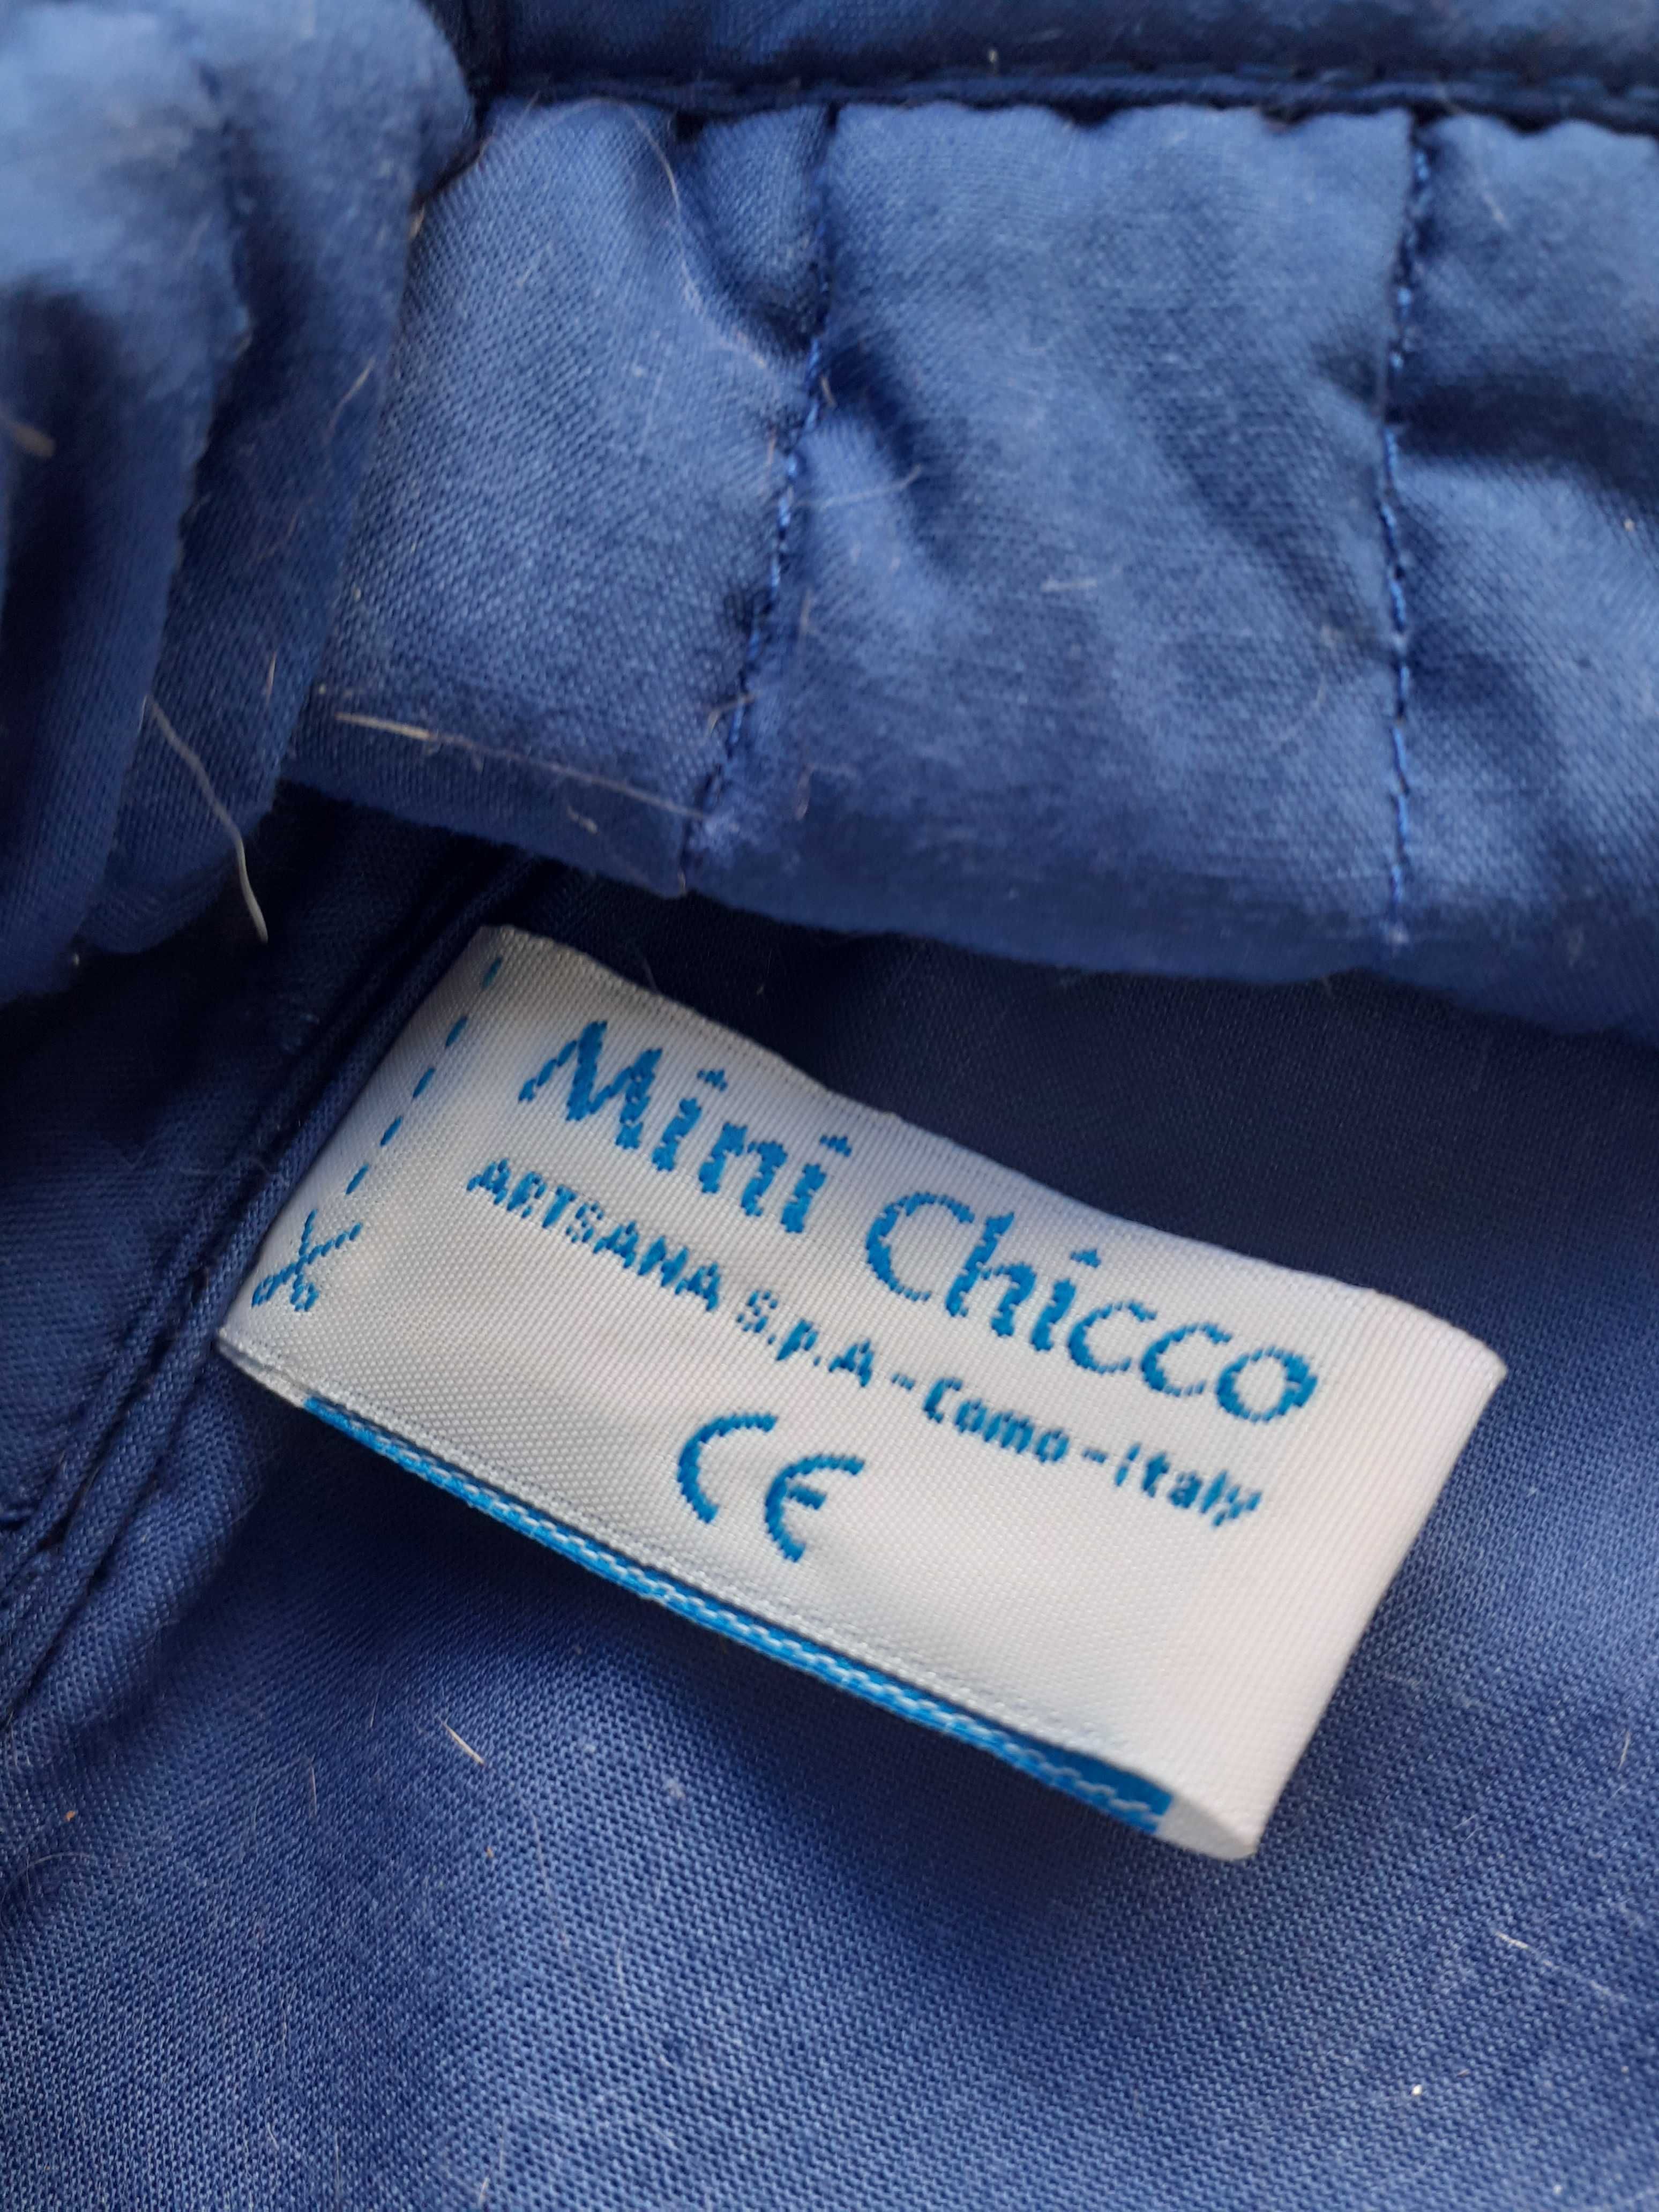 Mini Chicco
ARTSANA S.p.A - Como - Italy
CE